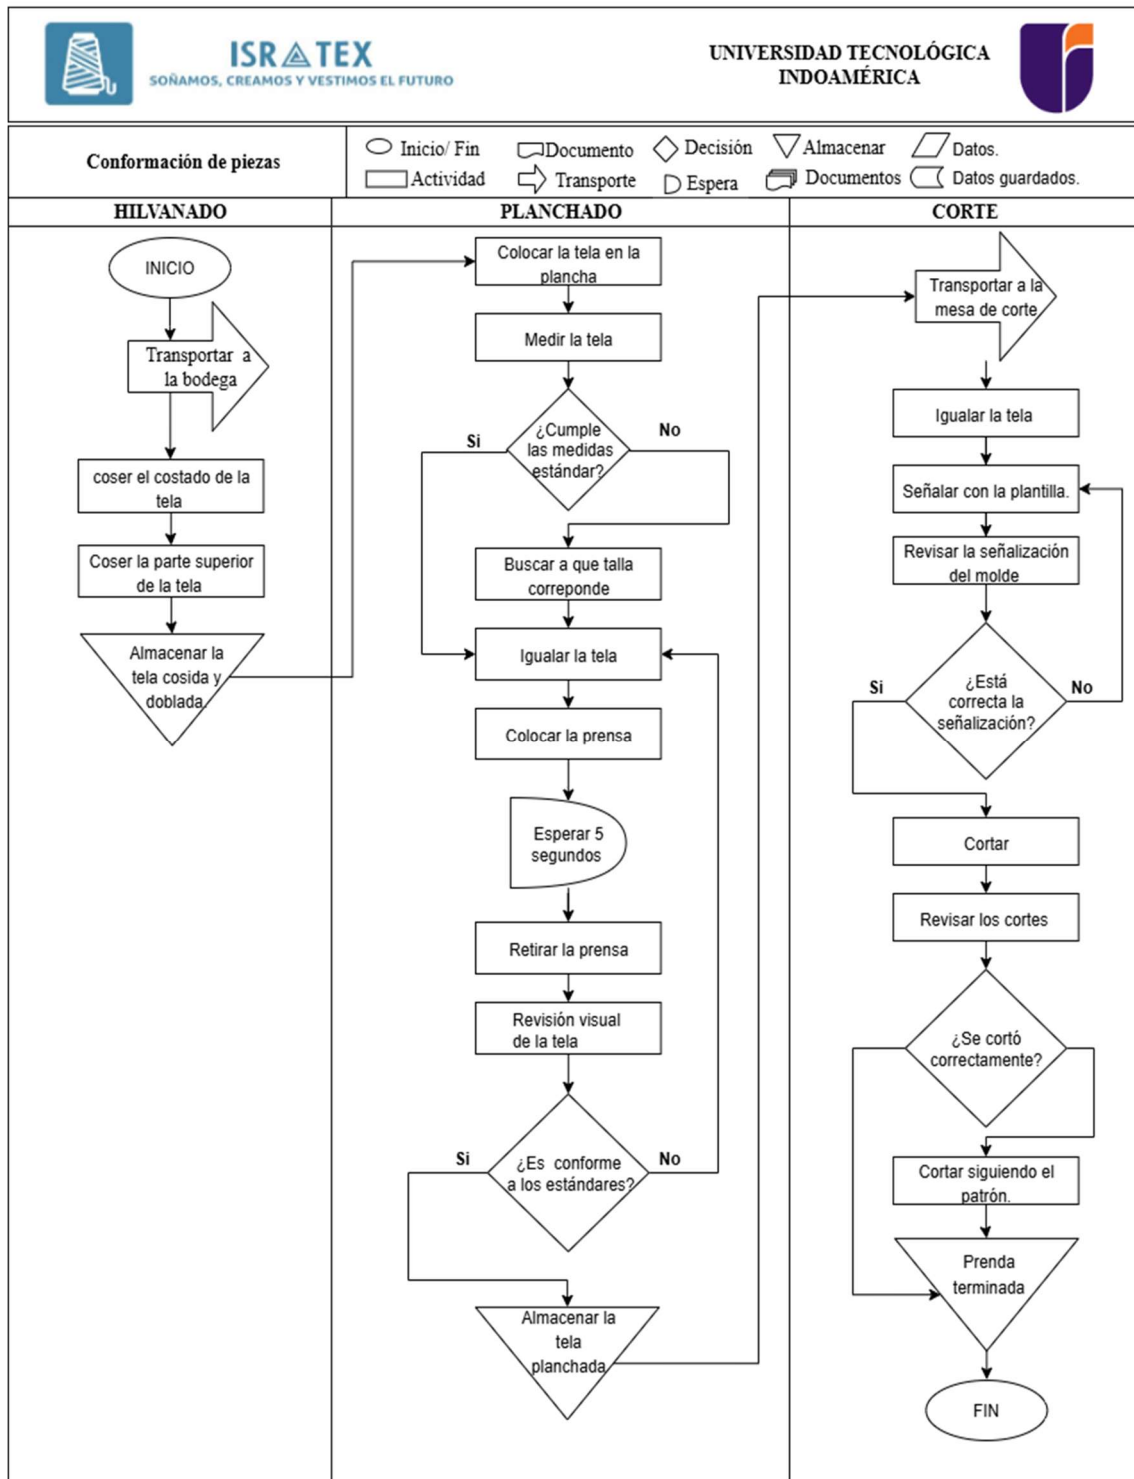 ISRATEX
SOÑAMOS, CREAMOS Y VESTIMOS EL FUTURO
UNIVERSIDAD TECNOLÓGICA
INDOAMÉRICA
Conformación de piezas
Inicio/ Fin
Documento
Decisión
Almacenar
Datos.
Actividad
Transporte
Espera
Documentos
Datos guardados.
HILVANADO
INICIO
Transportar a
la bodega
coser el costado de la
tela
Coser la parte superior
de la tela
Almacenar la
tela cosida y
doblada.
PLANCHADO
Colocar la tela en la
plancha
Medir la tela
¿Cumple
las medidas
estándar?
Si
No
Buscar a que talla
correponde
Igualar la tela
Colocar la prensa
Esperar 5
segundos
Retirar la prensa
Revisión visual
de la tela
¿Es conforme
a los estándares?
Si
No
Almacenar la
tela
planchada
CORTE
Transportar a la
mesa de corte
Igualar la tela
Señalar con la plantilla.
Revisar la señalización
del molde
¿Está
correcta la
señalización?
Si
No
Cortar
Revisar los cortes
¿Se cortó
correctamente?
Cortar siguiendo el
patrón.
Prenda
terminada
FIN